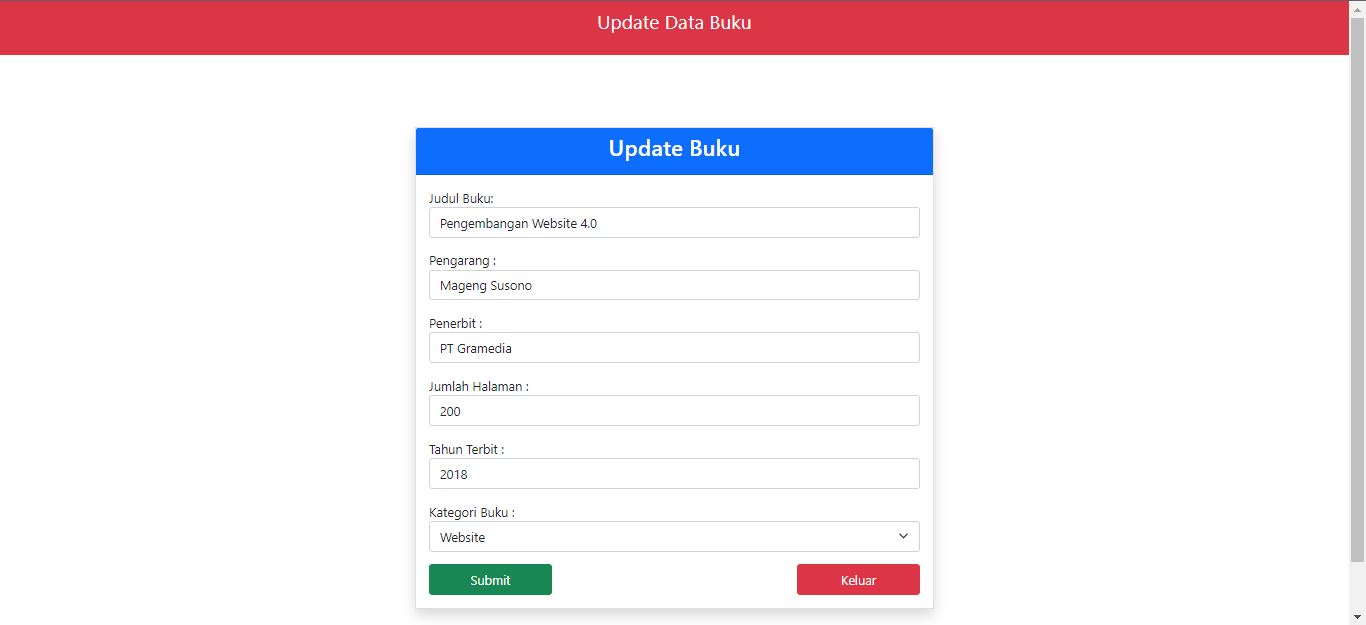 Update Data Buku
Update Buku
Judul Buku:
Pengembangan Website 4.0
Pengarang :
Mageng Susono
Penerbit :
PT Gramedia
Jumlah Halaman :
200
Tahun Terbit :
2018
Kategori Buku :
Website
Submit Keluar